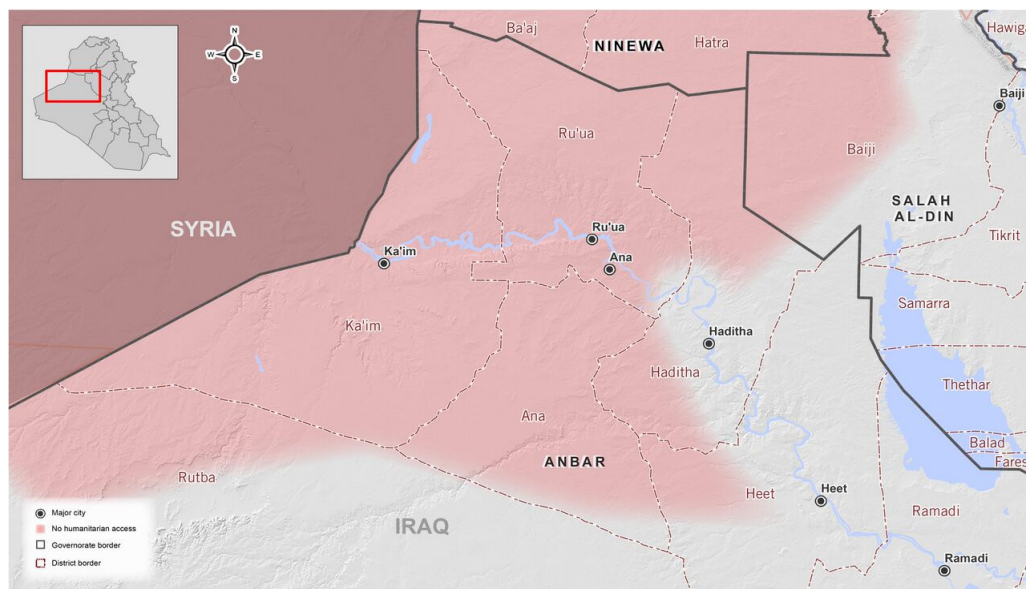 N
W
E
S
Ba'aj
NINEWA
Hatra
Hawiga
Baiji
Ru'ua
Baiji
SALAH
AL-DIN
SYRIA
Ru'ua
Tikrit
Ka'im
Ana
Samarra
Ka'im
Haditha
Haditha
Thethar
Ana
Balad
ANBAR
Fares
Rutba
Heet
Heet
Ramadi
IRAQ
Ramadi
Major city
No humanitarian access
Governorate border
District border